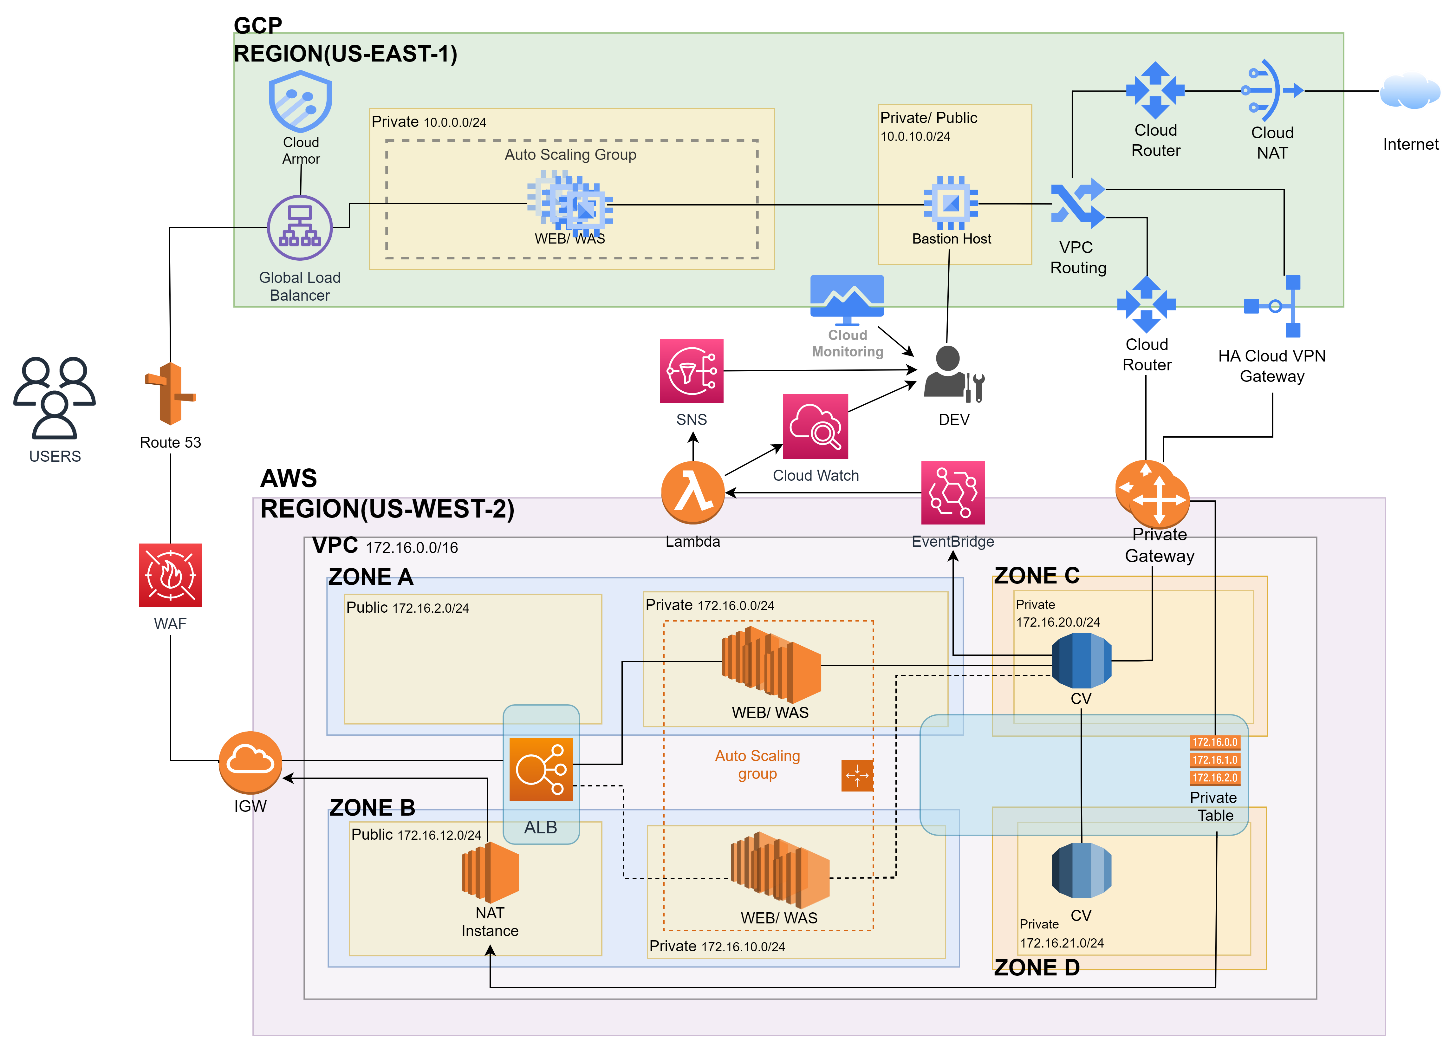 GCP
REGION(US-EAST-1)
Cloud
Armor
Private 10.0.0.0/24
Auto Scaling Group
WEB/ WAS
Private/ Public
10.0.10.0/24
Bastion Host
Cloud
Router
Cloud
NAT
Internet
VPC
Routing
Global Load
Balancer
Cloud
Monitoring
Cloud
Router
HA Cloud VPN
Gateway
USERS
Route 53
SNS
DEV
Cloud Watch
AWS
REGION(US-WEST-2)
Lambda
EventBridge
Private
Gateway
VPC 172.16.0.0/16
ZONE A
Public 172.16.2.0/24
Private 172.16.0.0/24
WEB/ WAS
ZONE C
Private
172.16.20.0/24
CV
WAF
IGW
ALB
Auto Scaling
group
172.16.0.0
172.16.1.0
172.16.2.0
Private
Table
ZONE B
Public 172.16.12.0/24
NAT
Instance
WEB/ WAS
Private 172.16.10.0/24
CV
Private
172.16.21.0/24
ZONE D